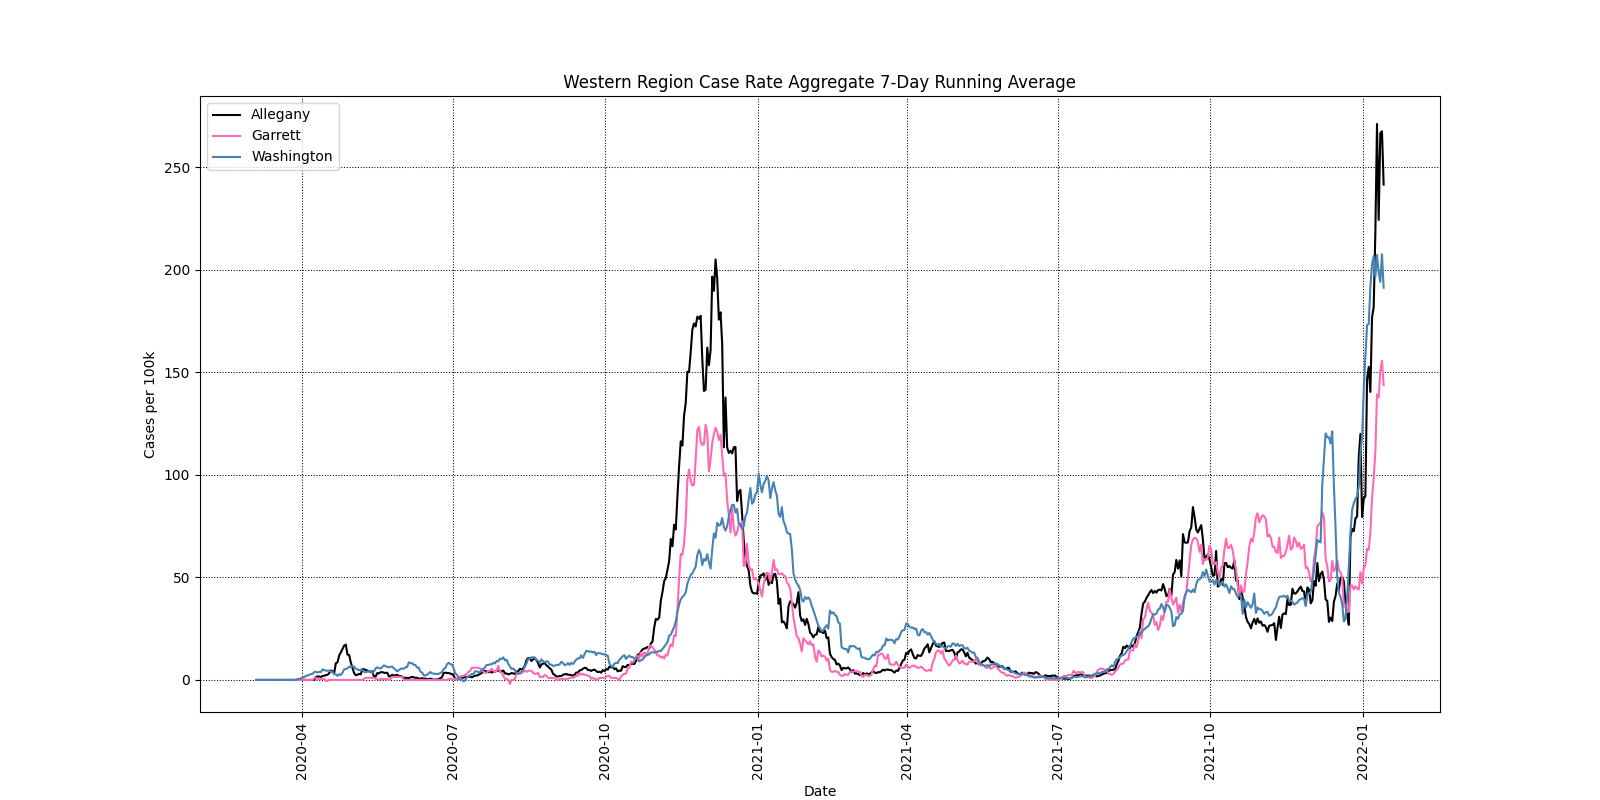 Western Region Case Rate Aggregate 7-Day Running Average
Allegany
Garrett
Washington
Cases per 100k
250
200
150
100
50
0
2020-04
2020-07
2020-10
2021-01
2021-04
2021-07
2021-10
2022-01
Date